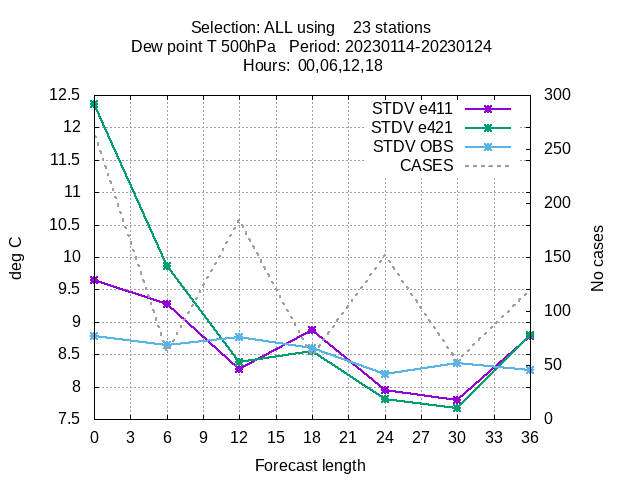 Selection: ALL using    23 stations
Dew point T 500hPa   Period: 20230114-20230124
Hours: 00,06,12,18
STDV e411
STDV e421
STDV OBS
CASES
12.5
12
11.5
11
10.5
10
9.5
9
8.5
8
7.5
300
250
200
150
100
50
0
deg C
No cases
0 3 6 9 12 15 18 21 24 27 30 33 36
Forecast length